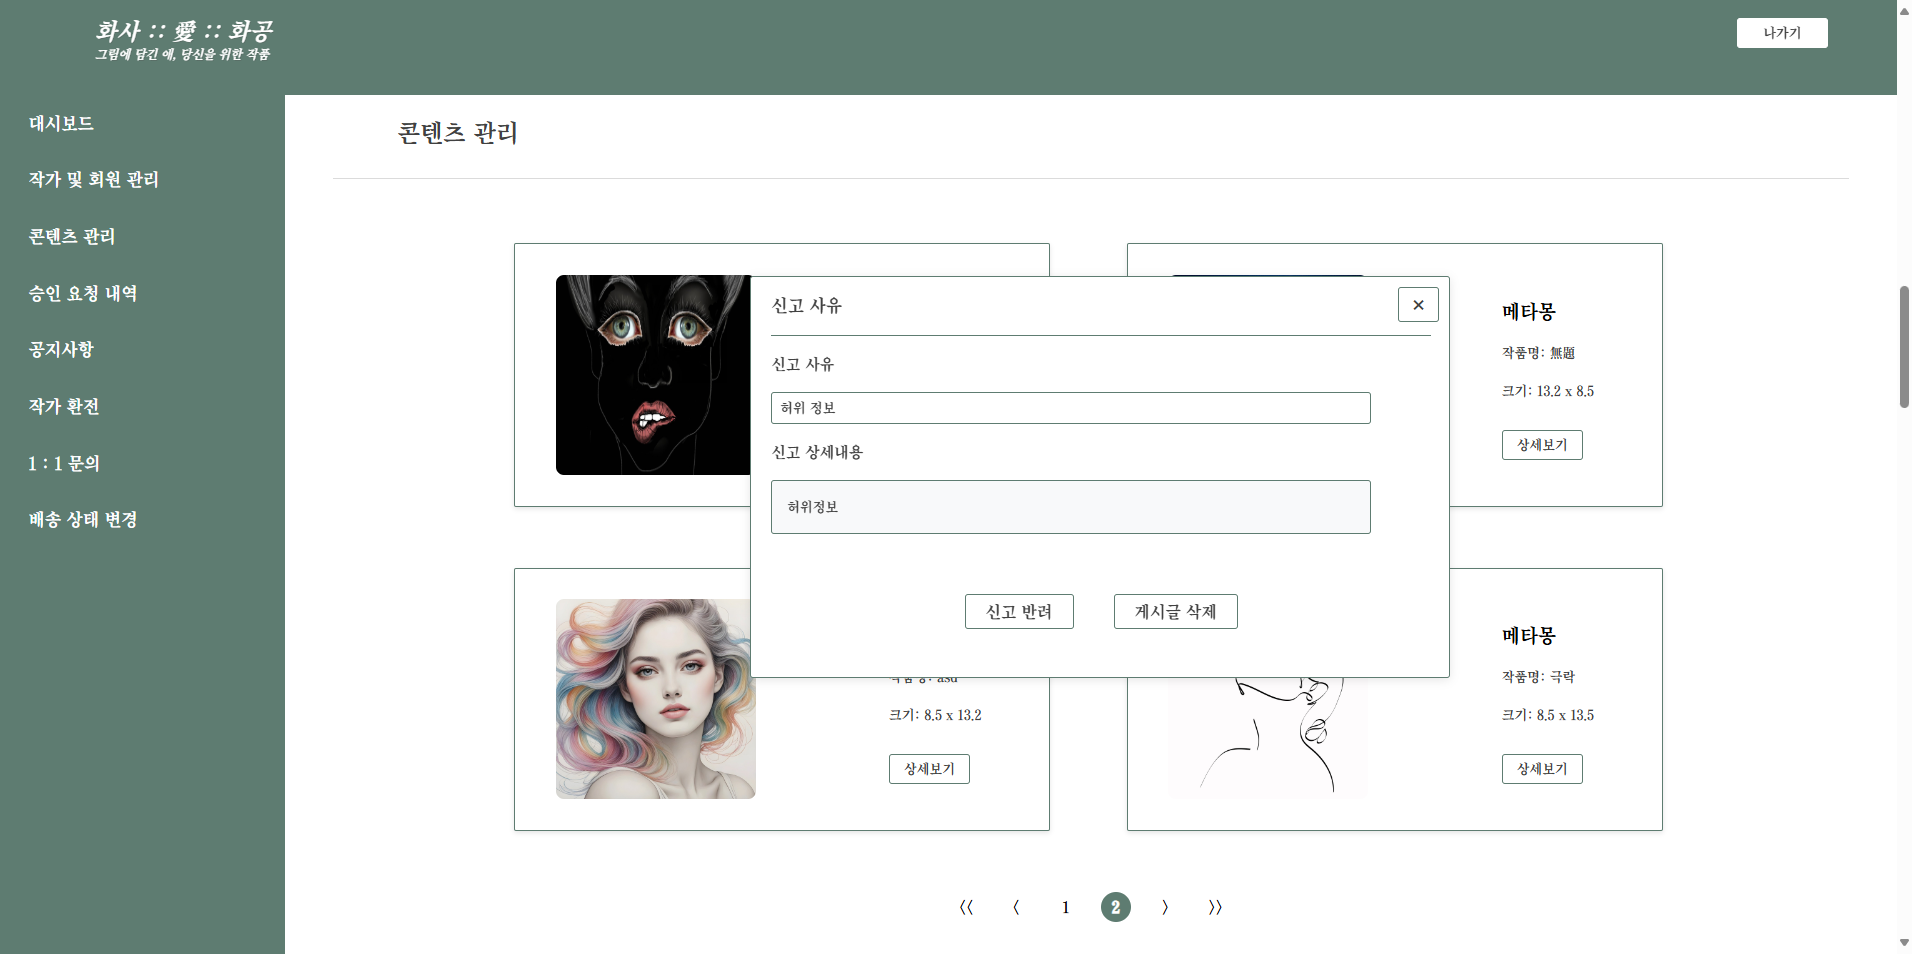 화사 :: 愛 :: 화공
그림에 담긴 애, 당신을 위한 작품
나가기
대시보드
작가 및 회원 관리
콘텐츠 관리
승인 요청 내역
공지사항
작가 환전
1 : 1 문의
배송 상태 변경
콘텐츠 관리
신고 사유
✕
신고 사유
허위 정보
신고 상세내용
허위정보
신고 반려
게시글 삭제
메타몽
작품명: 無題
크기: 13.2 x 8.5
상세보기
작품명: asd
크기: 8.5 x 13.2
상세보기
메타몽
작품명: 극락
크기: 8.5 x 13.5
상세보기
〈〈 〈 1 2 〉 〉〉